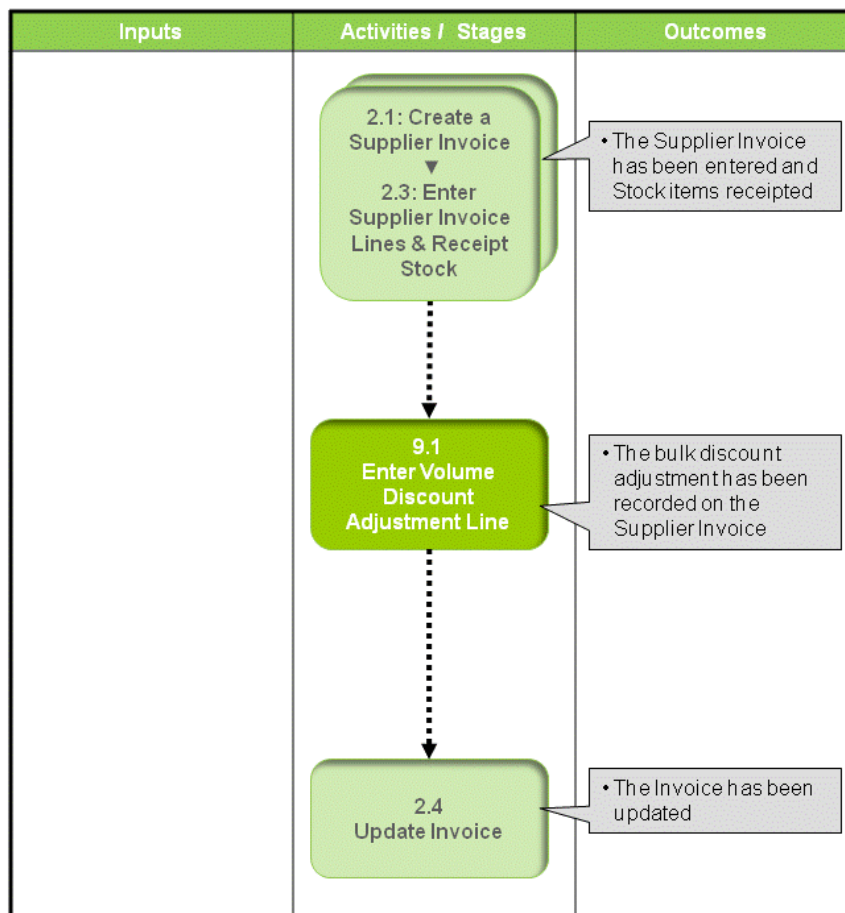 Inputs
Activities / Stages
Outcomes
2.1: Create a
Supplier Invoice
▼
2.3: Enter
Supplier Invoice
Lines & Receipt
Stock
• The Supplier Invoice
has been entered and
Stock items receipted
9.1
Enter Volume
Discount
Adjustment Line
• The bulk discount
adjustment has been
recorded on the
Supplier Invoice
2.4
Update Invoice
• The Invoice has been
updated